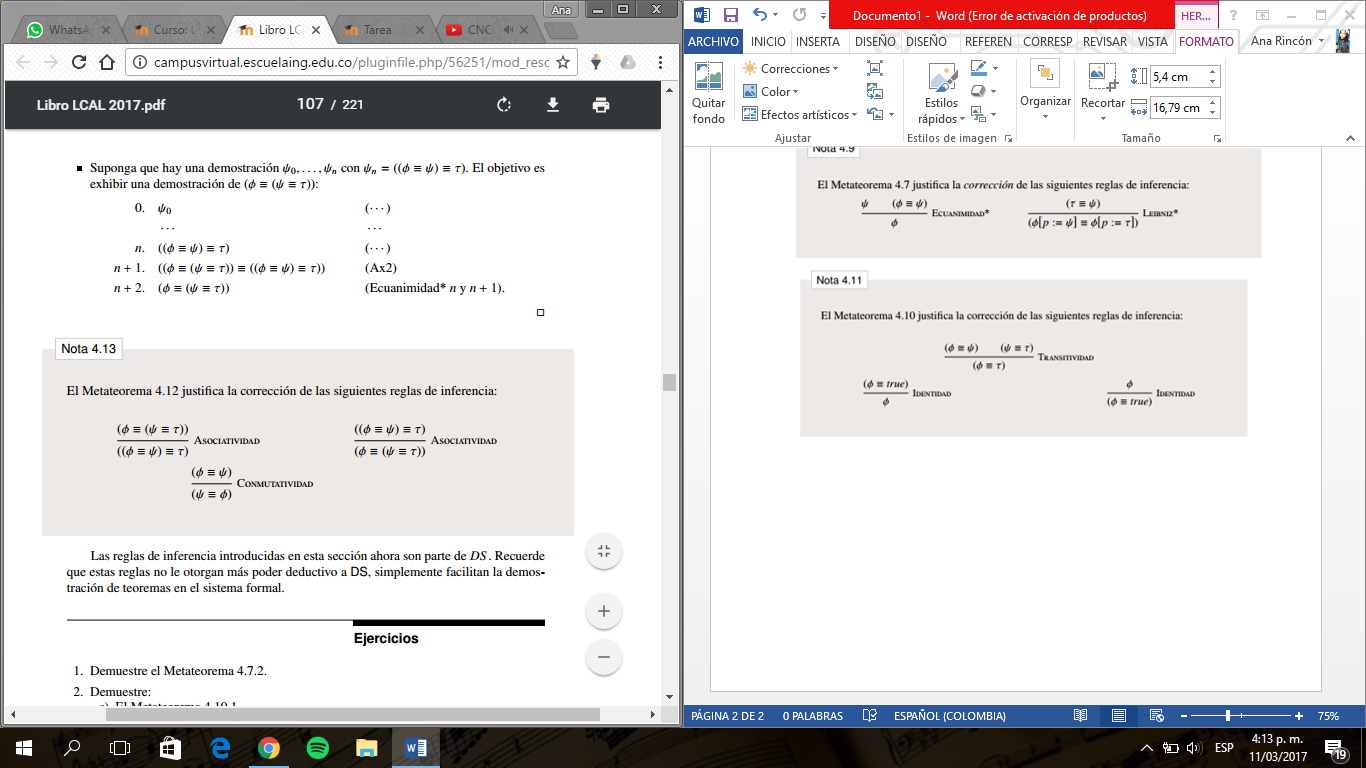 Ana
WhatsA
Curso: L
Libro LC
Tarea
CNC
campusvirtual.escuelaing.edu.co/pluginfile.php/56251/mod_reso
Libro LCAL 2017.pdf
107 / 221
■ Suponga que hay una demostración ψ₀, . . . , ψₙ con ψₙ = ((ϕ ≡ ψ) ≡ τ). El objetivo es
exhibir una demostración de (ϕ ≡ (ψ ≡ τ)):
0. ψ₀ (· · ·)
· · · · · ·
n. ((ϕ ≡ ψ) ≡ τ) (· · ·)
n + 1. ((ϕ ≡ (ψ ≡ τ)) ≡ ((ϕ ≡ ψ) ≡ τ)) (Ax2)
n + 2. (ϕ ≡ (ψ ≡ τ)) (Ecuanimidad* n y n + 1).
□
Nota 4.13
El Metateorema 4.12 justifica la corrección de las siguientes reglas de inferencia:
(ϕ ≡ (ψ ≡ τ))
((ϕ ≡ ψ) ≡ τ) Asociatividad
((ϕ ≡ ψ) ≡ τ)
(ϕ ≡ (ψ ≡ τ)) Asociatividad
(ϕ ≡ ψ)
(ψ ≡ ϕ) Conmutatividad
Las reglas de inferencia introducidas en esta sección ahora son parte de DS. Recuerde
que estas reglas no le otorgan más poder deductivo a DS, simplemente facilitan la demos-
tración de teoremas en el sistema formal.
Ejercicios
1. Demuestre el Metateorema 4.7.2.
2. Demuestre:
Documento1 - Word (Error de activación de productos)
HER...
ARCHIVO INICIO INSERTA DISEÑO DISEÑO REFEREN CORRESP REVISAR VISTA FORMATO Ana Rincón
Quitar
fondo
Correcciones
Color
Efectos artísticos
Ajustar
Estilos
rápidos
Estilos de imagen
Organizar
Recortar
5,4 cm
16,79 cm
Tamaño
Nota 4.9
El Metateorema 4.7 justifica la corrección de las siguientes reglas de inferencia:
ψ (ϕ ≡ ψ)
ϕ Ecuanimidad*
(τ ≡ ψ)
(ϕ[p := ψ] ≡ ϕ[p := τ]) Leibniz*
Nota 4.11
El Metateorema 4.10 justifica la corrección de las siguientes reglas de inferencia:
(ϕ ≡ ψ) (ψ ≡ τ)
(ϕ ≡ τ) Transitividad
(ϕ ≡ true)
ϕ Identidad
ϕ
(ϕ ≡ true) Identidad
PÁGINA 2 DE 2 0 PALABRAS ESPAÑOL (COLOMBIA) 75%
ESP
4:13 p. m.
11/03/2017
19